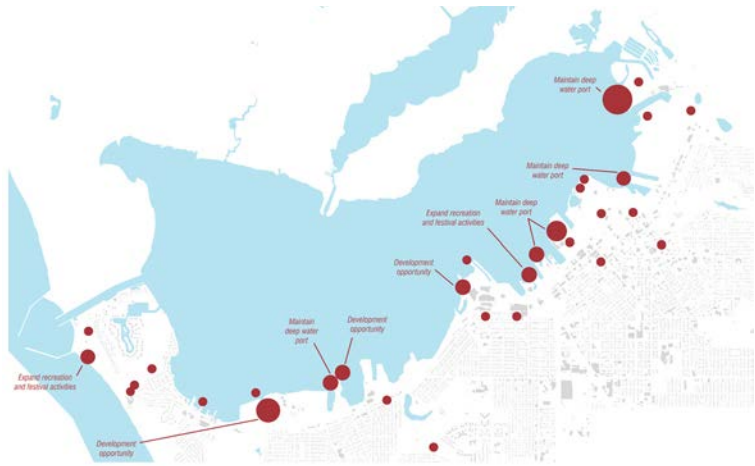 Maintain deep
water port
Maintain deep
water port
Maintain deep
water port
Expand recreation
and festival activities
Development
opportunity
Maintain
deep water
port
Development
opportunity
Expand recreation
and festival activities
Development
opportunity